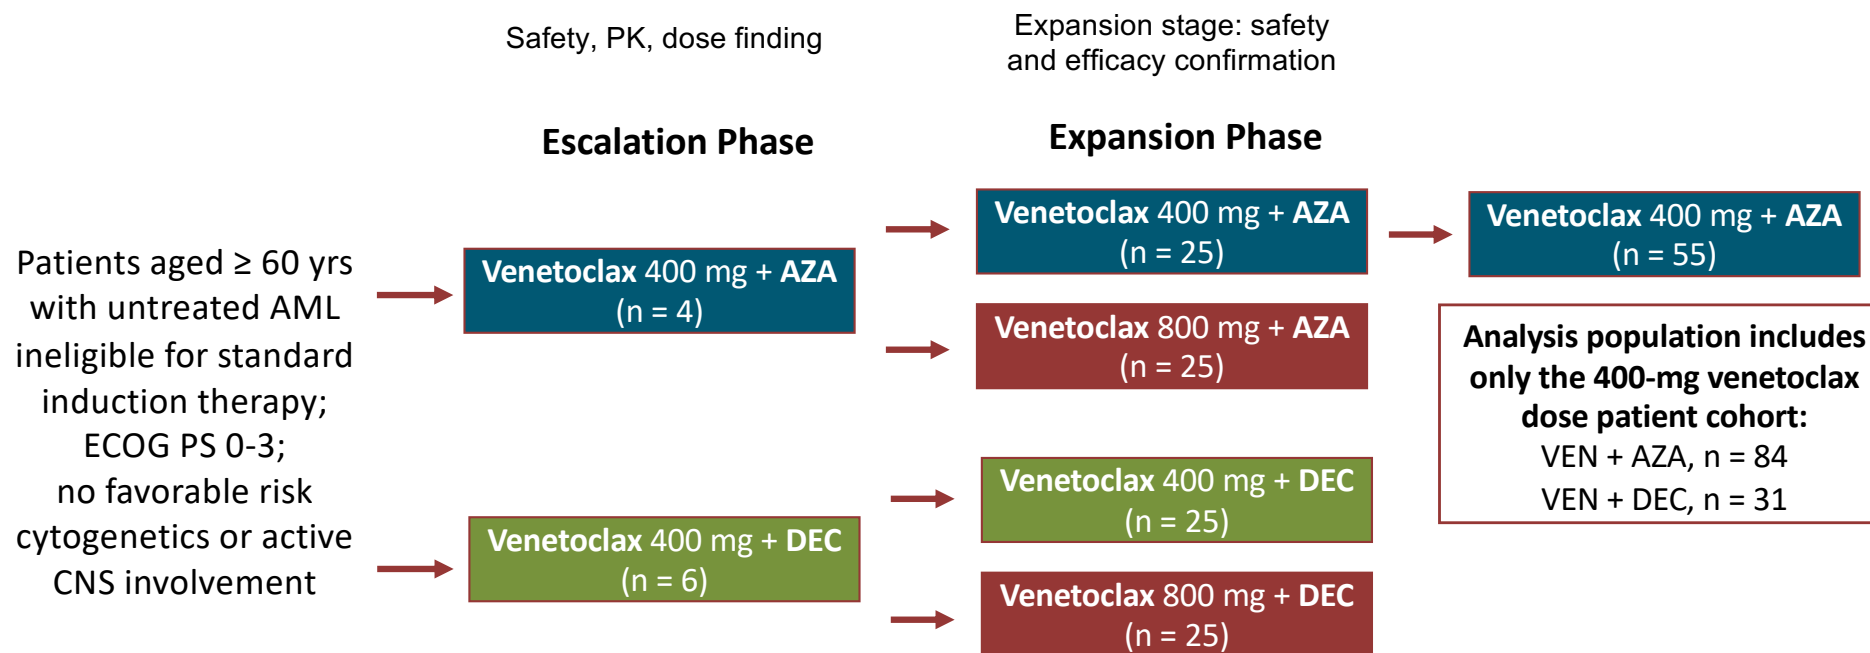 Safety, PK, dose finding
Expansion stage: safety
and efficacy confirmation
Escalation Phase
Expansion Phase
Patients aged ≥ 60 yrs
with untreated AML
ineligible for standard
induction therapy;
ECOG PS 0-3;
no favorable risk
cytogenetics or active
CNS involvement
Venetoclax 400 mg + AZA
(n = 4)
Venetoclax 400 mg + DEC
(n = 6)
Venetoclax 400 mg + AZA
(n = 25)
Venetoclax 800 mg + AZA
(n = 25)
Venetoclax 400 mg + DEC
(n = 25)
Venetoclax 800 mg + DEC
(n = 25)
Venetoclax 400 mg + AZA
(n = 55)
Analysis population includes
only the 400-mg venetoclax
dose patient cohort:
VEN + AZA, n = 84
VEN + DEC, n = 31